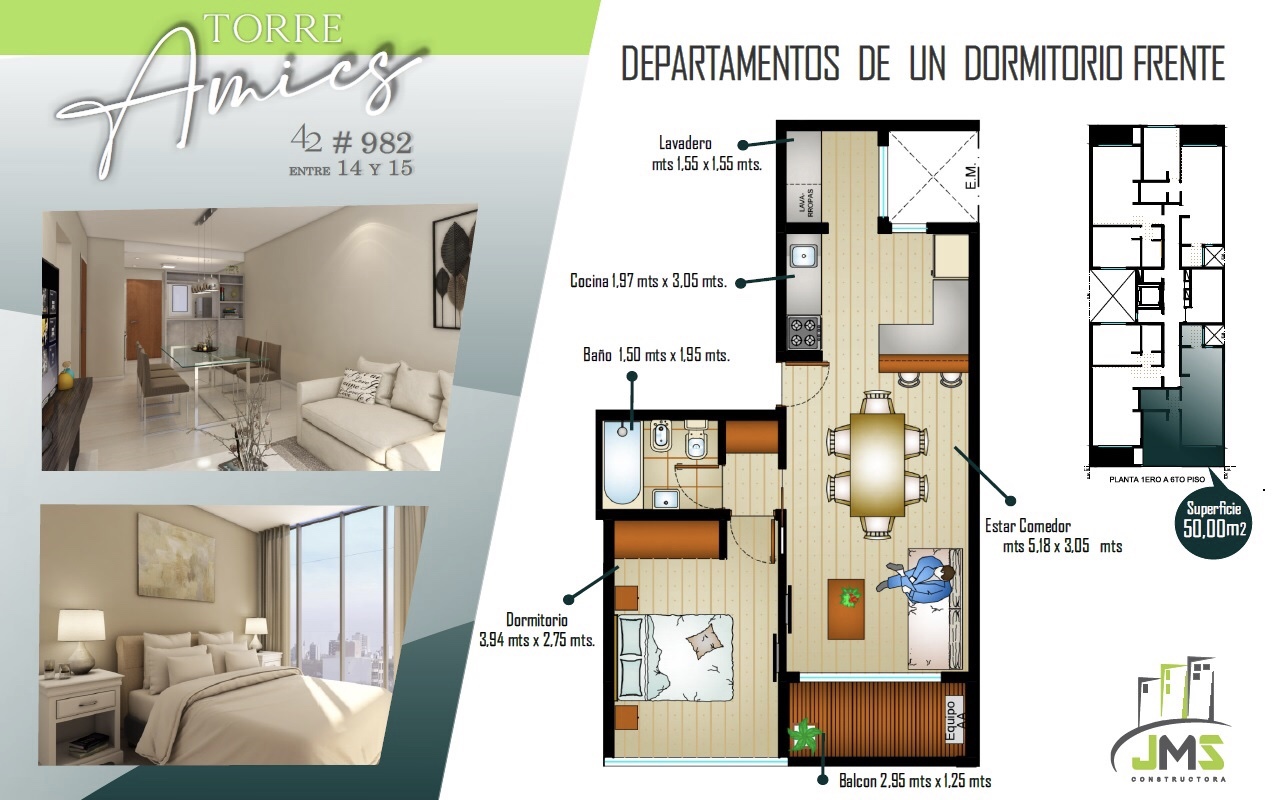 TORRE
Amics
42 # 982
ENTRE 14 Y 15
DEPARTAMENTOS DE UN DORMITORIO FRENTE
Lavadero
mts 1,55 x 1,55 mts.
LAVA-
RROPAS
E.M.
Cocina 1,97 mts x 3,05 mts.
Baño 1,50 mts x 1,95 mts.
Estar Comedor
mts 5,18 x 3,05 mts
Dormitorio
3,94 mts x 2,75 mts.
Equipo
AA
Balcon 2,95 mts x 1,25 mts
PLANTA 1ERO A 6TO PISO
Superficie
50,00m2
JMS
CONSTRUCTORA